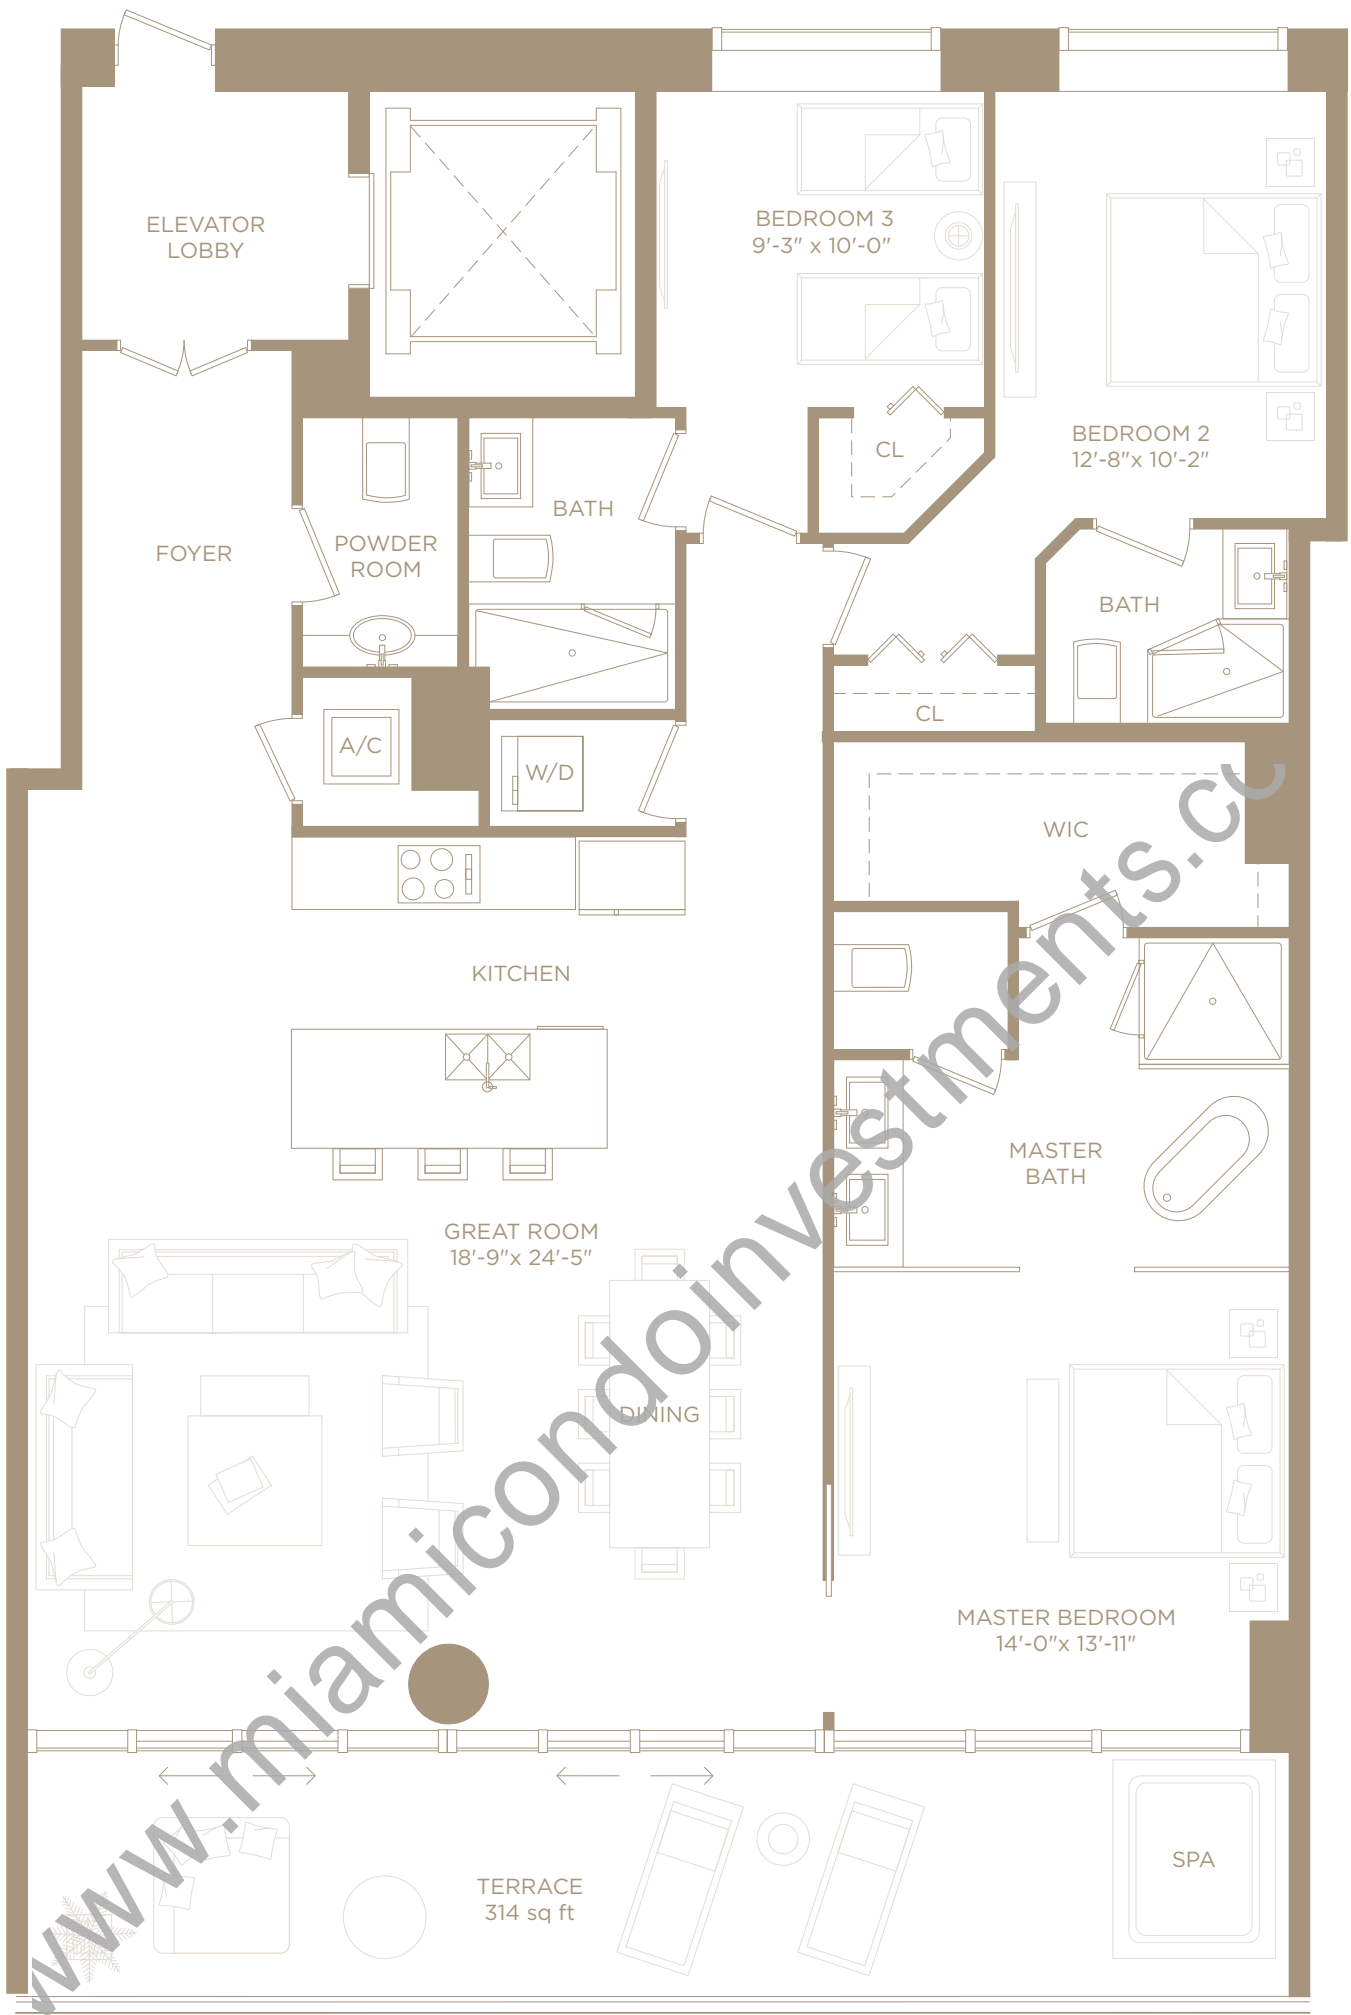 ELEVATOR
LOBBY
BEDROOM 3
9'-3" x 10'-0"
BEDROOM 2
12'-8"x 10'-2"
CL
BATH
FOYER
POWDER
ROOM
BATH
CL
A/C
W/D
WIC
KITCHEN
MASTER
BATH
GREAT ROOM
18'-9"x 24'-5"
DINING
MASTER BEDROOM
14'-0"x 13'-11"
SPA
TERRACE
314 sq ft
www.miamicondoinvestments.co